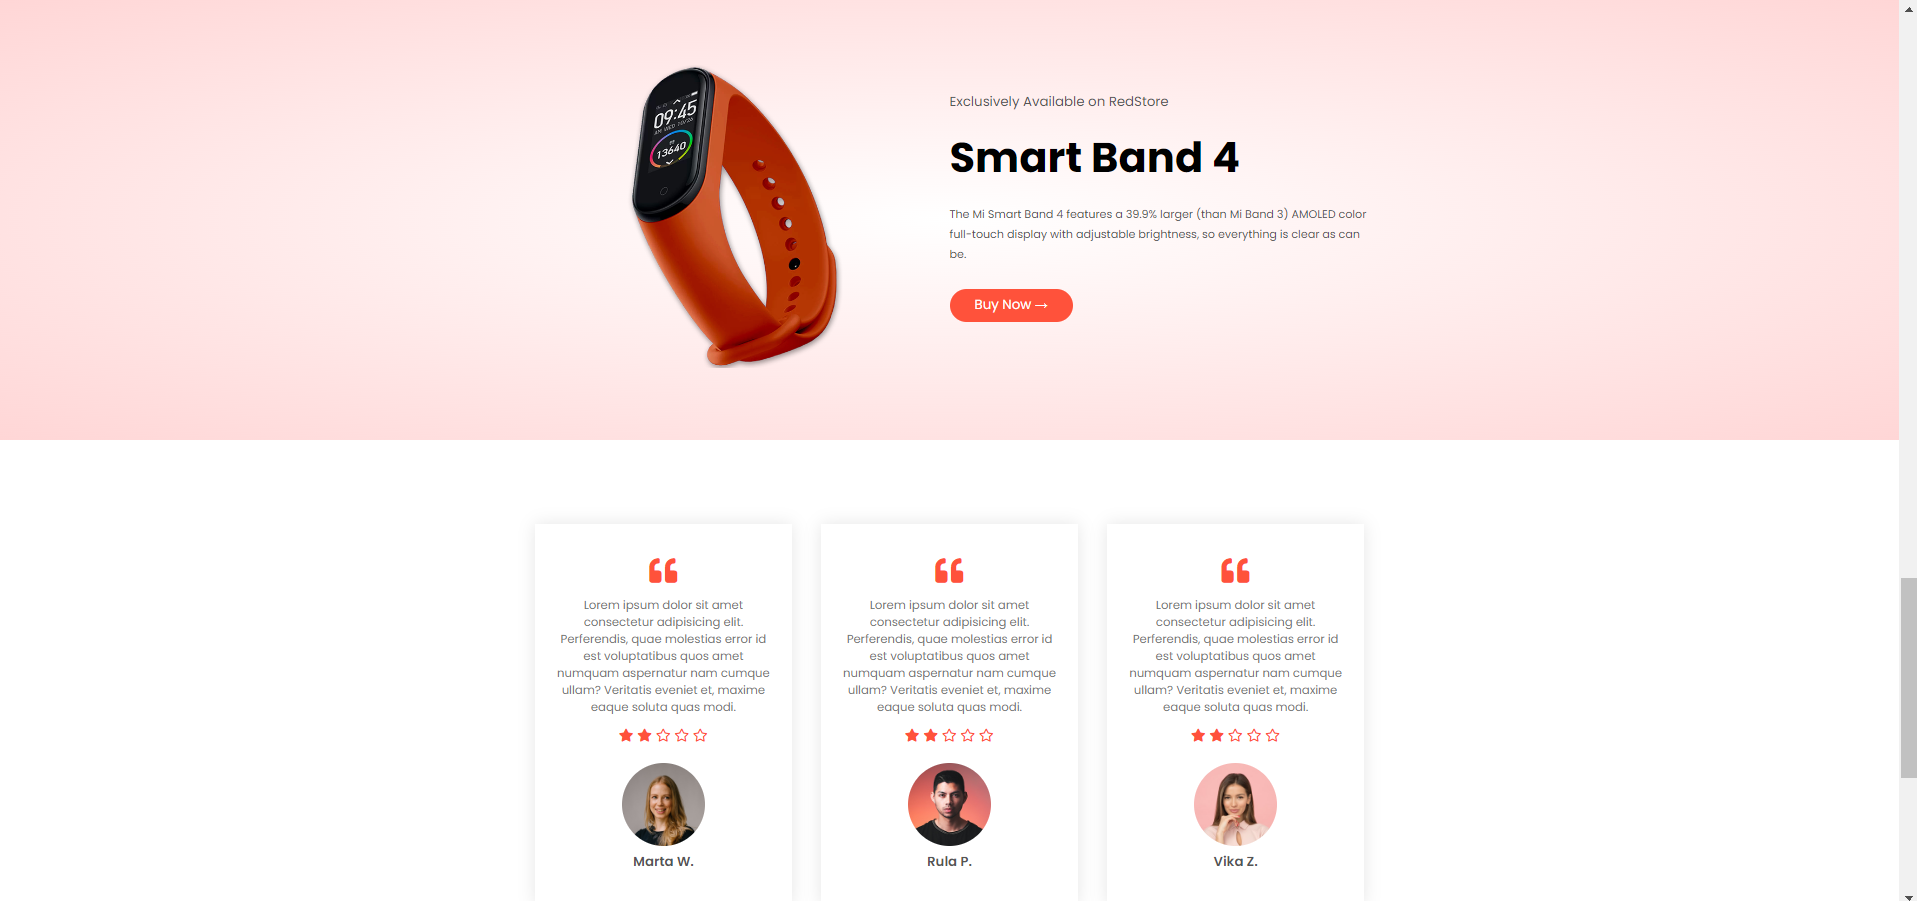 09:45
AM WED 10/26
13640
Exclusively Available on RedStore
Smart Band 4
The Mi Smart Band 4 features a 39.9% larger (than Mi Band 3) AMOLED color
full-touch display with adjustable brightness, so everything is clear as can
be.
Buy Now →
Lorem ipsum dolor sit amet
consectetur adipisicing elit.
Perferendis, quae molestias error id
est voluptatibus quos amet
numquam aspernatur nam cumque
ullam? Veritatis eveniet et, maxime
eaque soluta quas modi.
Marta W.
Lorem ipsum dolor sit amet
consectetur adipisicing elit.
Perferendis, quae molestias error id
est voluptatibus quos amet
numquam aspernatur nam cumque
ullam? Veritatis eveniet et, maxime
eaque soluta quas modi.
Rula P.
Lorem ipsum dolor sit amet
consectetur adipisicing elit.
Perferendis, quae molestias error id
est voluptatibus quos amet
numquam aspernatur nam cumque
ullam? Veritatis eveniet et, maxime
eaque soluta quas modi.
Vika Z.